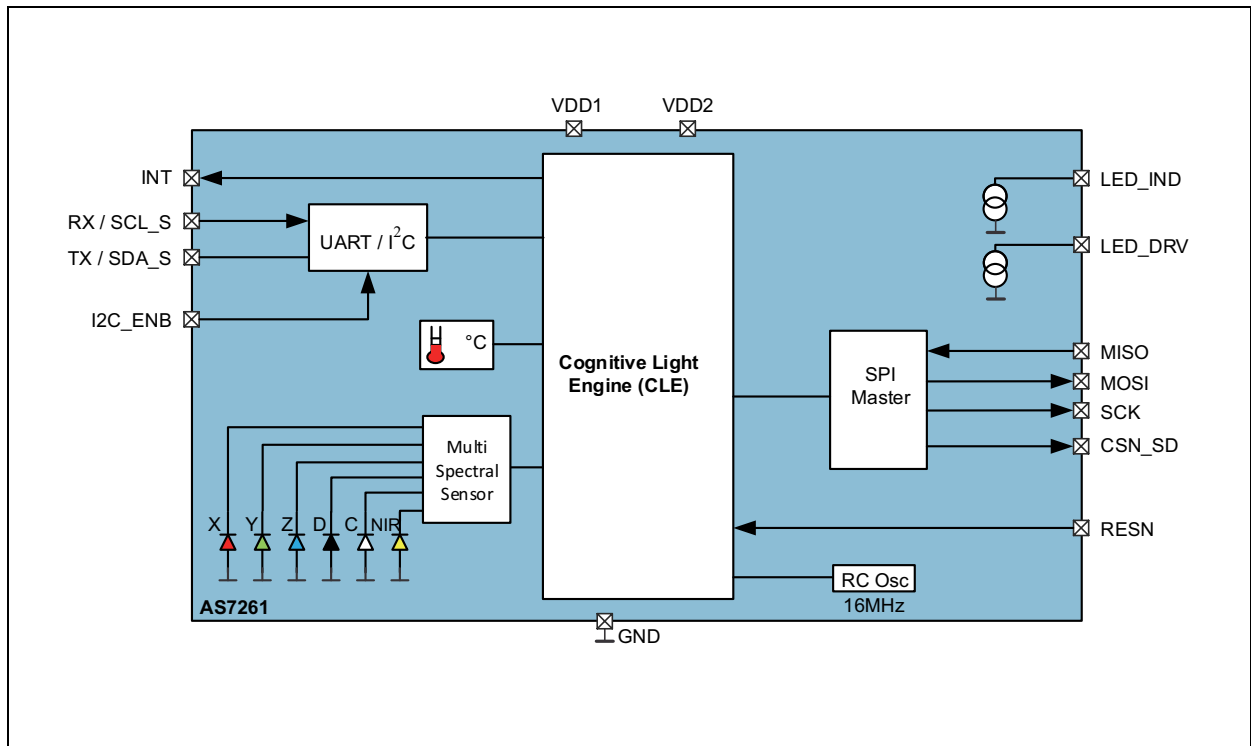 VDD1
VDD2
INT
RX / SCL_S
TX / SDA_S
I2C_ENB
UART / I²C
°C
Cognitive Light
Engine (CLE)
Multi
Spectral
Sensor
X
Y
Z
D
C
NIR
AS7261
LED_IND
LED_DRV
SPI
Master
MISO
MOSI
SCK
CSN_SD
RESN
RC Osc
16MHz
GND